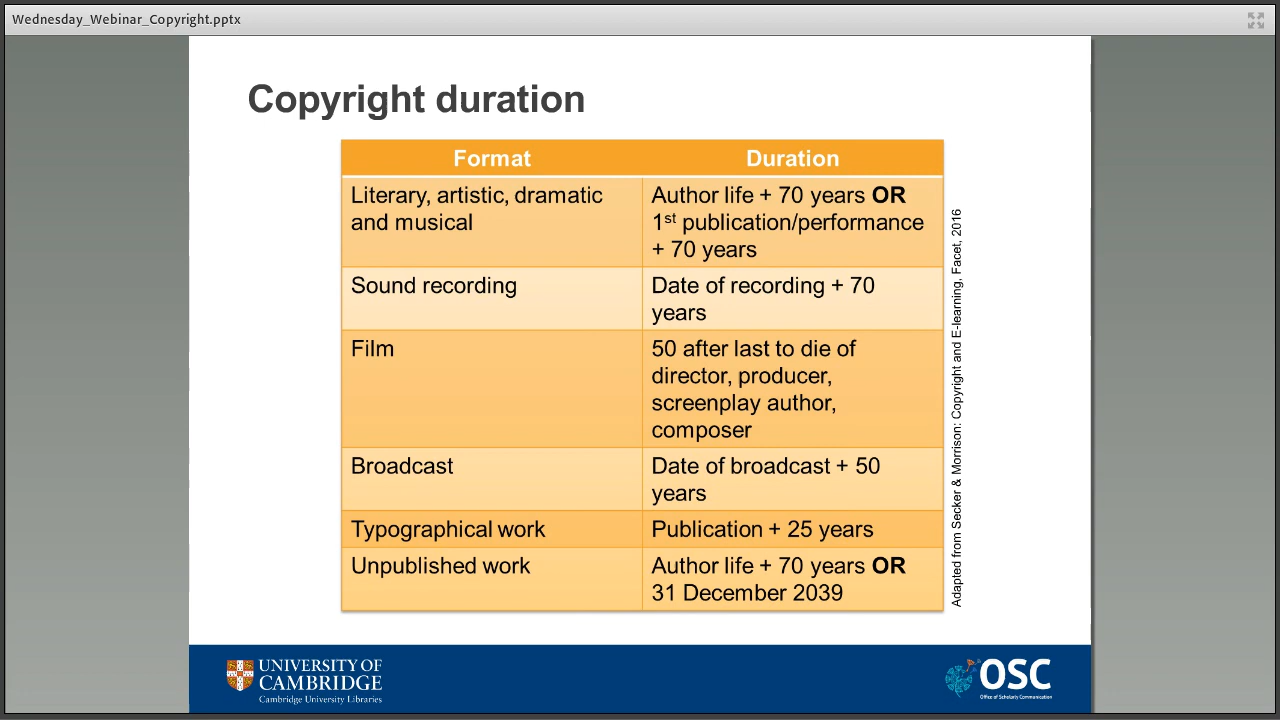 Wednesday_Webinar_Copyright.pptx
Copyright duration
Format
Duration
Literary, artistic, dramatic
and musical
Author life + 70 years OR
1st publication/performance
+ 70 years
Sound recording
Date of recording + 70
years
Film
50 after last to die of
director, producer,
screenplay author,
composer
Broadcast
Date of broadcast + 50
years
Typographical work
Publication + 25 years
Unpublished work
Author life + 70 years OR
31 December 2039
Adapted from Secker & Morrison: Copyright and E-learning, Facet, 2016
UNIVERSITY OF
CAMBRIDGE
Cambridge University Libraries
OSC
Office of Scholarly Communication